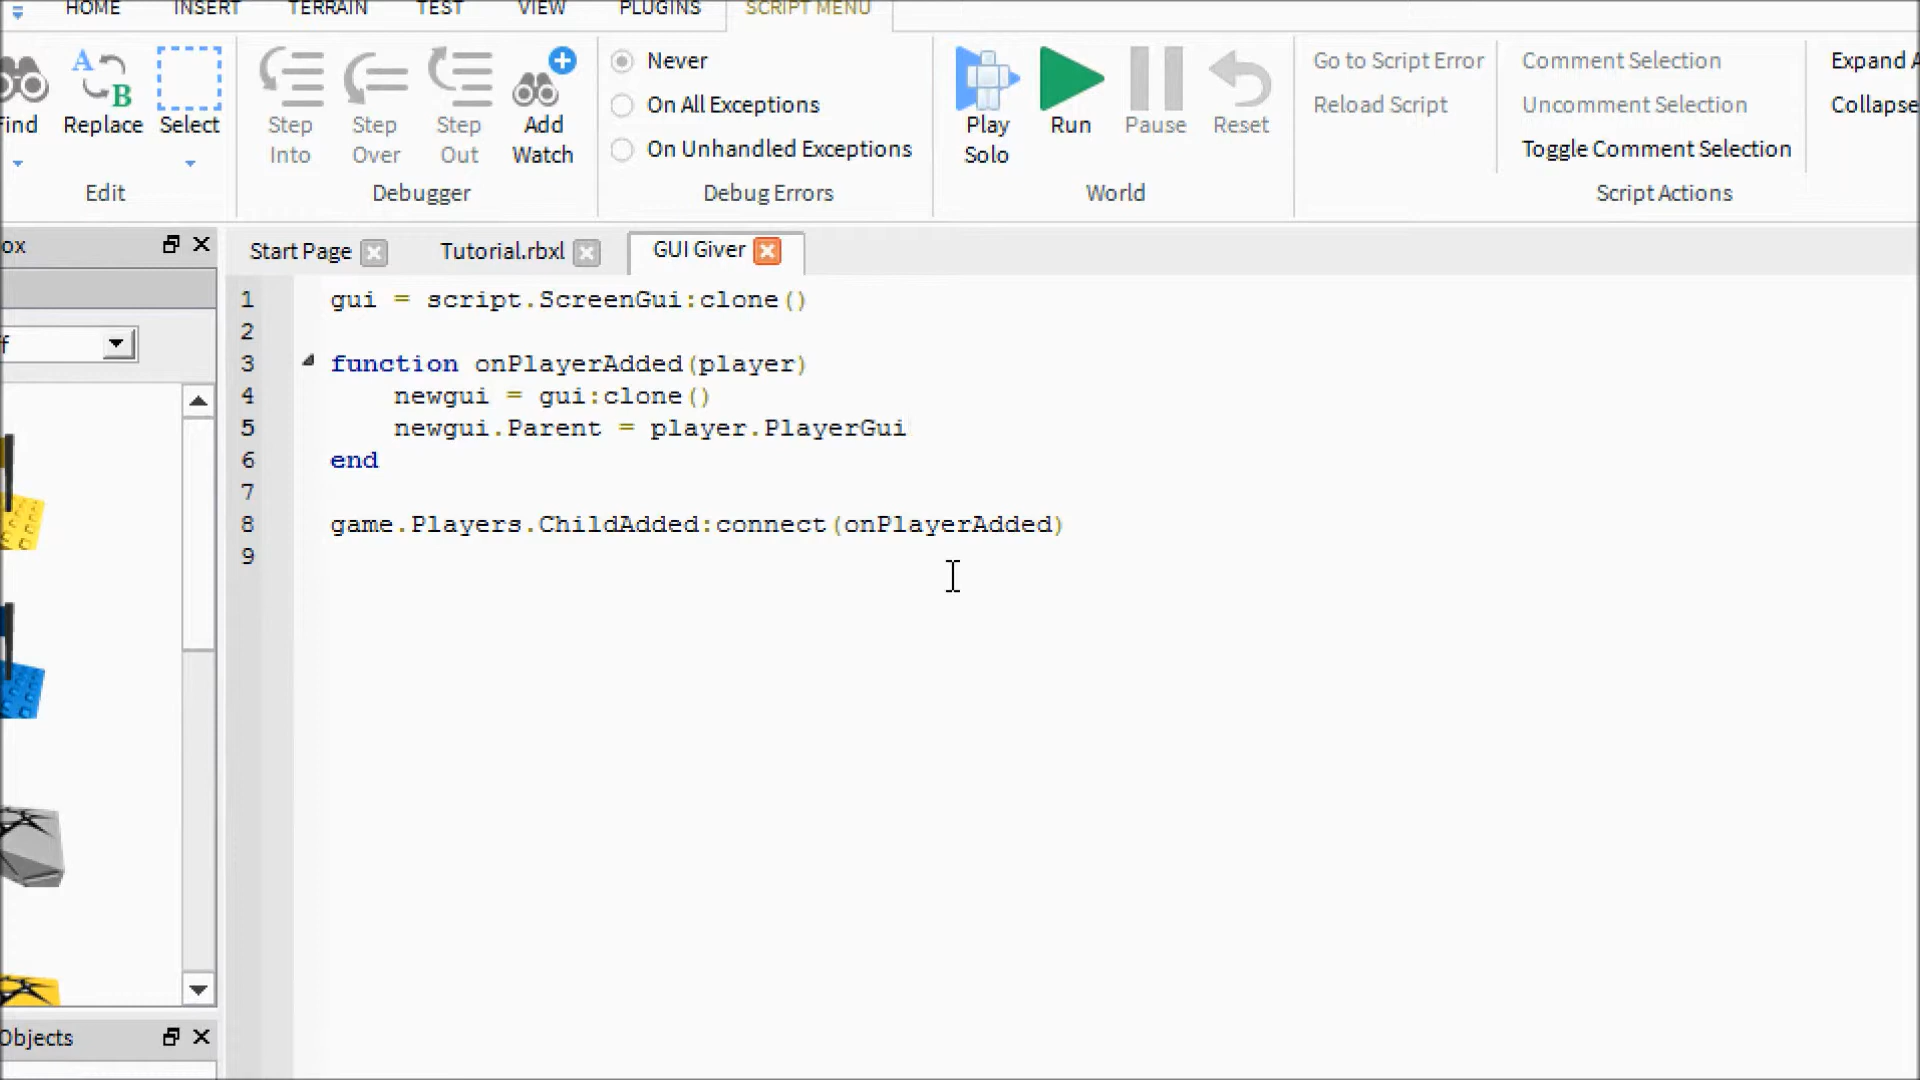 HOME INSERT TERRAIN TEST VIEW PLUGINS SCRIPT MENU
Find Replace Select
Edit
Step Into Step Over Step Out Add Watch
Debugger
Never
On All Exceptions
On Unhandled Exceptions
Debug Errors
Play Solo Run Pause Reset
World
Go to Script Error
Reload Script
Comment Selection
Uncomment Selection
Toggle Comment Selection
Script Actions
Expand A
Collapse
ox
Start Page Tutorial.rbxl GUI Giver
f
1 gui = script.ScreenGui:clone()
2
3 function onPlayerAdded(player)
4 newgui = gui:clone()
5 newgui.Parent = player.PlayerGui
6 end
7
8 game.Players.ChildAdded:connect(onPlayerAdded)
9
Objects